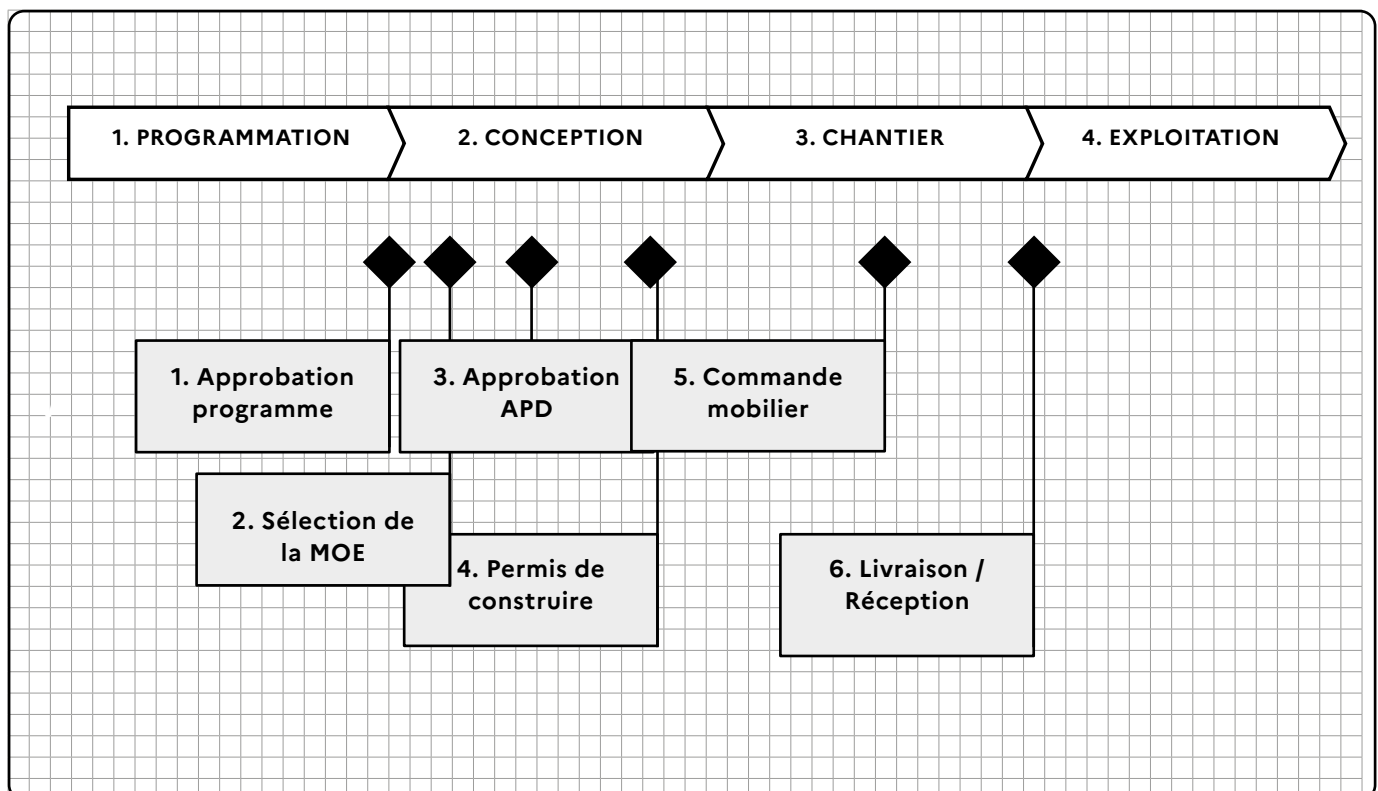 1. PROGRAMMATION
2. CONCEPTION
3. CHANTIER
4. EXPLOITATION
1. Approbation
programme
3. Approbation
APD
5. Commande
mobilier
2. Sélection de
la MOE
4. Permis de
construire
6. Livraison /
Réception